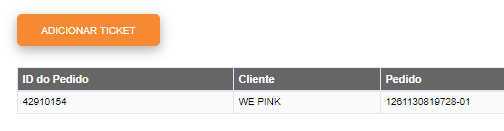 ADICIONAR TICKET
ID do Pedido Cliente Pedido
42910154 WE PINK 1261130819728-01